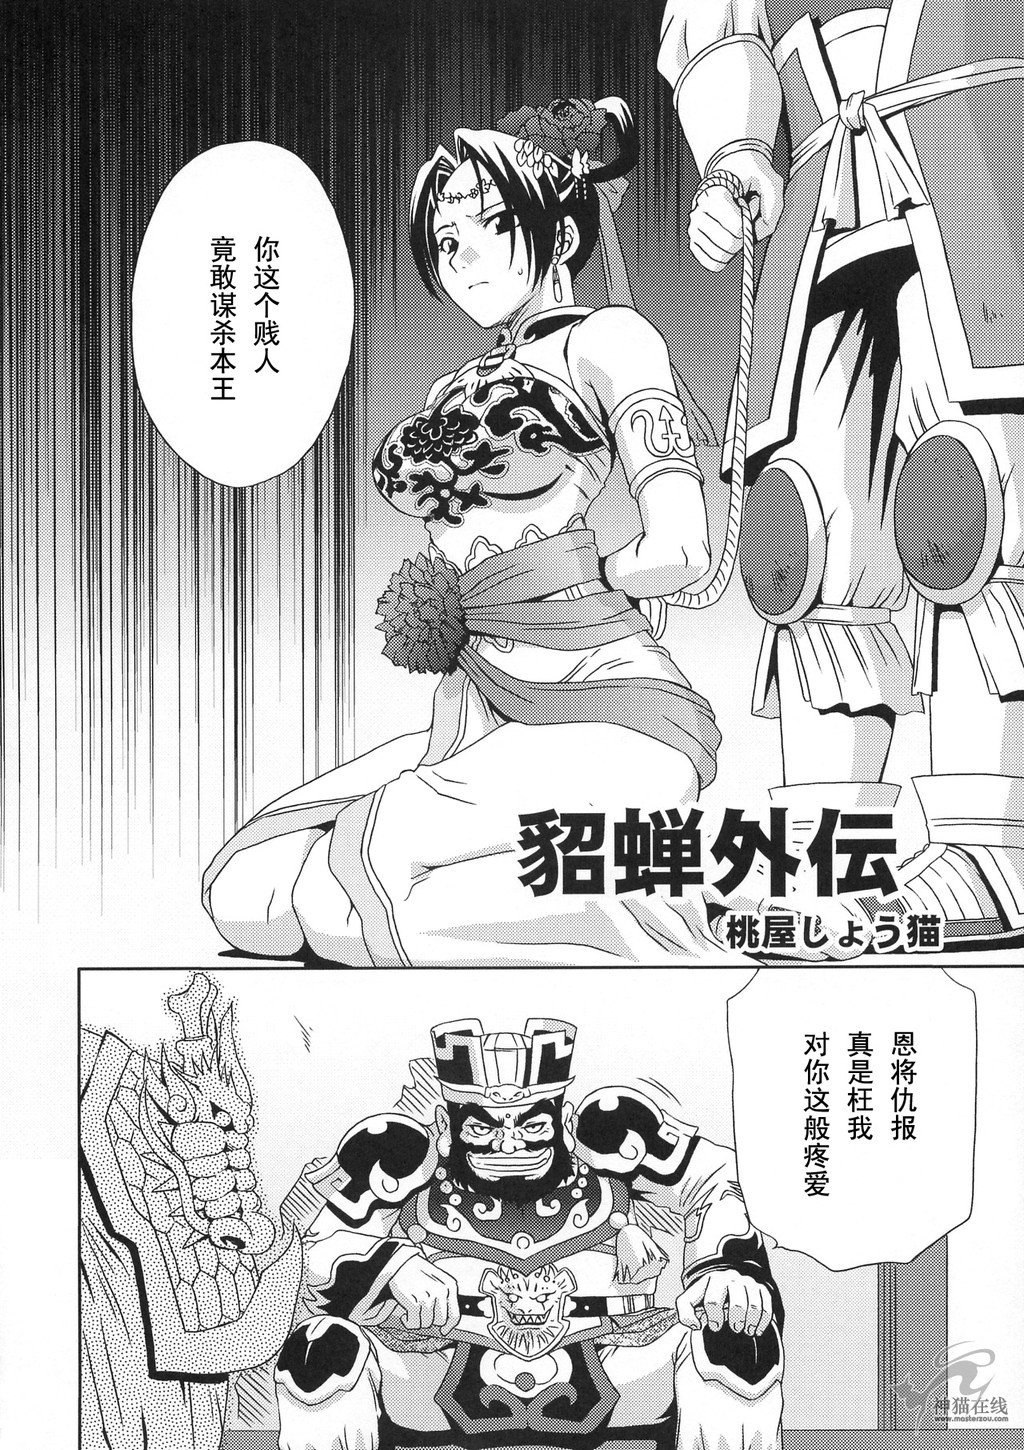 你这个贱人
竟敢谋杀本王
貂蝉外伝
桃屋しょう猫
恩将仇报
真是枉我
对你这般疼爱
神猫在线
www.masterzou.com